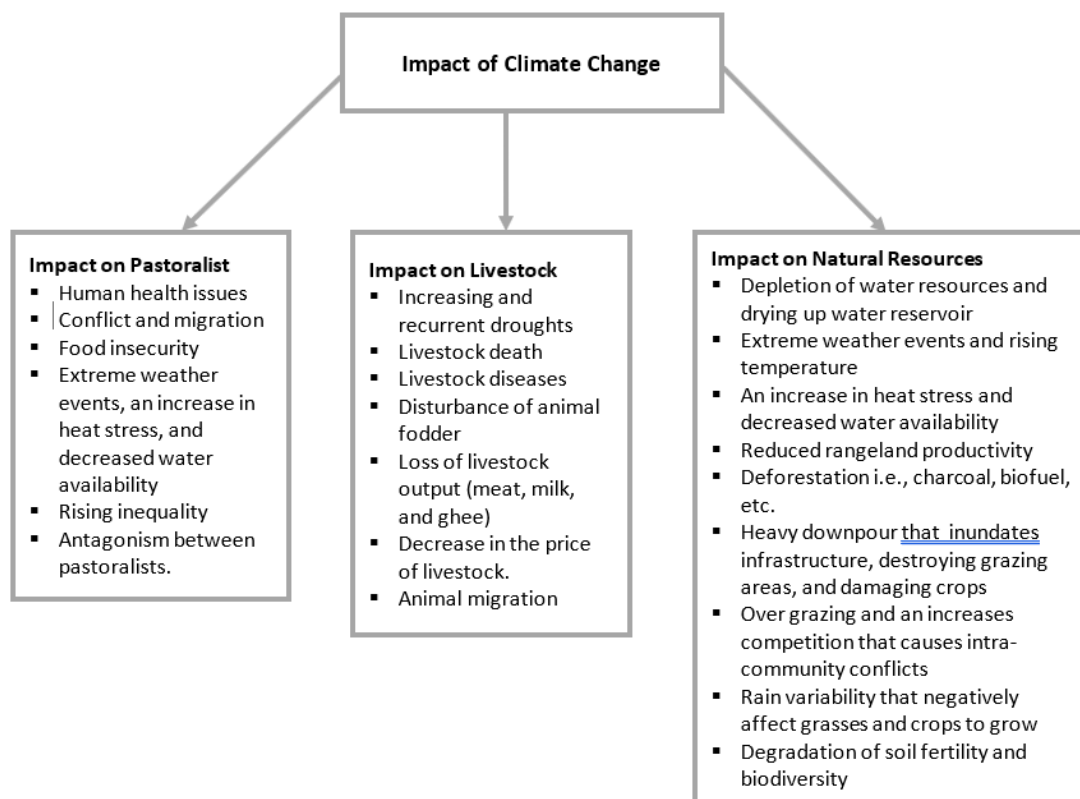 Impact of Climate Change
Impact on Pastoralist
▪ Human health issues
▪ Conflict and migration
▪ Food insecurity
▪ Extreme weather
events, an increase in
heat stress, and
decreased water
availability
▪ Rising inequality
▪ Antagonism between
pastoralists.
Impact on Livestock
▪ Increasing and
recurrent droughts
▪ Livestock death
▪ Livestock diseases
▪ Disturbance of animal
fodder
▪ Loss of livestock
output (meat, milk,
and ghee)
▪ Decrease in the price
of livestock.
▪ Animal migration
Impact on Natural Resources
▪ Depletion of water resources and
drying up water reservoir
▪ Extreme weather events and rising
temperature
▪ An increase in heat stress and
decreased water availability
▪ Reduced rangeland productivity
▪ Deforestation i.e., charcoal, biofuel,
etc.
▪ Heavy downpour that inundates
infrastructure, destroying grazing
areas, and damaging crops
▪ Over grazing and an increases
competition that causes intra-
community conflicts
▪ Rain variability that negatively
affect grasses and crops to grow
▪ Degradation of soil fertility and
biodiversity